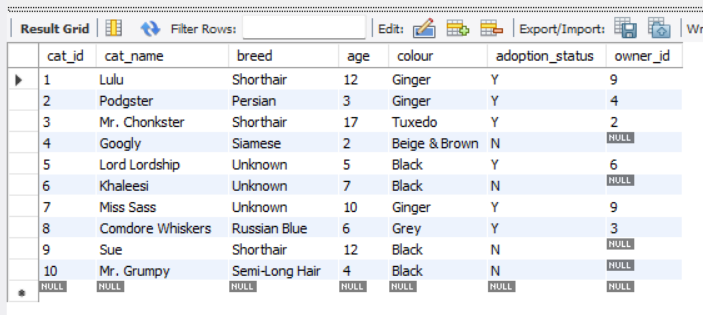 Result Grid Filter Rows: Edit: Export/Import: Wr
cat_id cat_name breed age colour adoption_status owner_id
1 Lulu Shorthair 12 Ginger Y 9
2 Podgster Persian 3 Ginger Y 4
3 Mr. Chonkster Shorthair 17 Tuxedo Y 2
4 Googly Siamese 2 Beige & Brown N NULL
5 Lord Lordship Unknown 5 Black Y 6
6 Khaleesi Unknown 7 Black N NULL
7 Miss Sass Unknown 10 Ginger Y 9
8 Comdore Whiskers Russian Blue 6 Grey Y 3
9 Sue Shorthair 12 Black N NULL
10 Mr. Grumpy Semi-Long Hair 4 Black N NULL
NULL NULL NULL NULL NULL NULL NULL